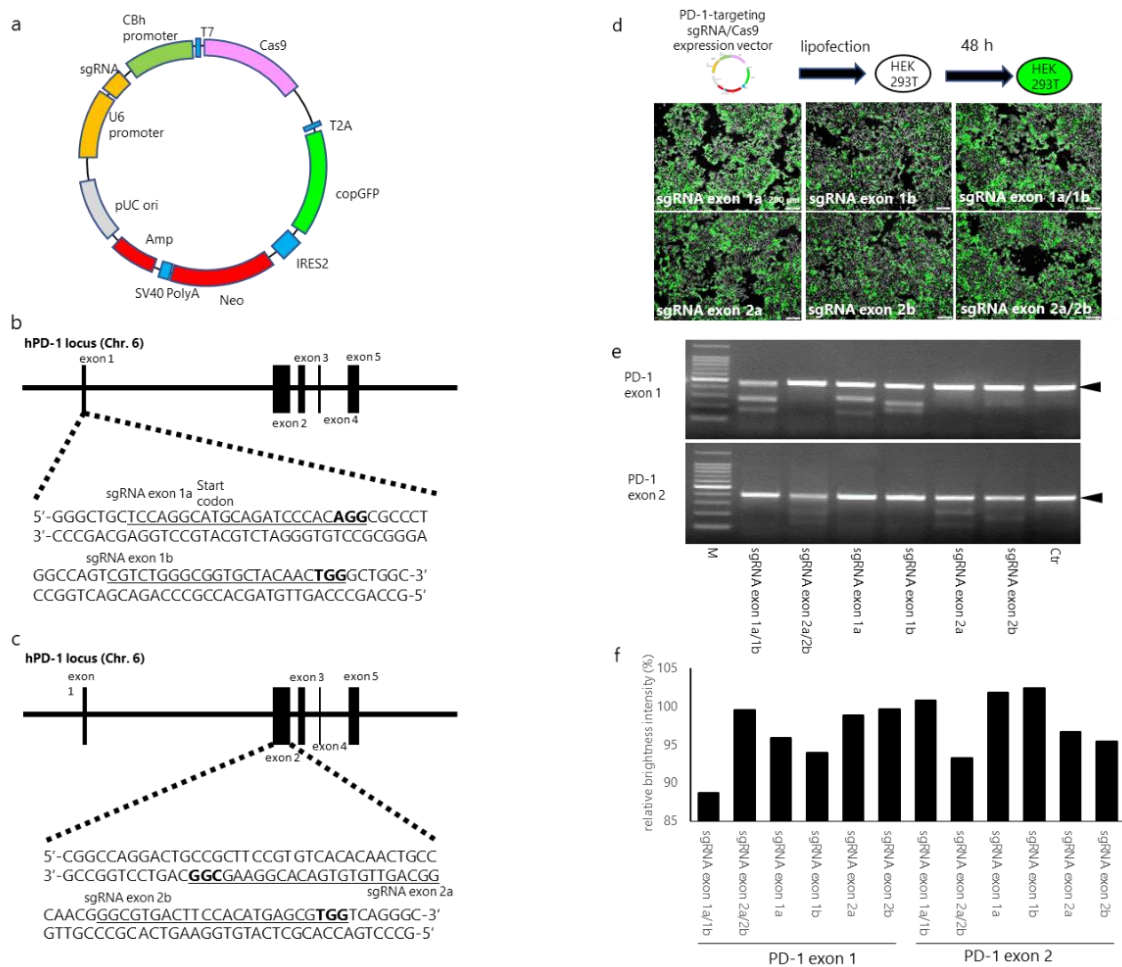 a
CBh
promoter
T7
Cas9
sgRNA
U6
promoter
T2A
copGFP
pUC ori
Amp
IRES2
SV40 PolyA
Neo
b
hPD-1 locus (Chr. 6)
exon 1
exon 3
exon 5
exon 2
exon 4
sgRNA exon 1a
Start
codon
5′-GGGCTGCTCCAGGCATGCAGATCCCACAGGCGCCCT
3′-CCCGACGAGGTCCGTACGTCTAGGGTGTCCGCGGGA
sgRNA exon 1b
GGCCAGTCGTCTGGGCGGTGCTACAACTGGGCTGGC-3′
CCGGTCAGCAGACCCGCCACGATGTTGACCCGACCG-5′
c
hPD-1 locus (Chr. 6)
exon
1
exon 3
exon 5
exon 2
exon 4
5′-CGGCCAGGACTGCCGCTTCCGTGTCACACAACTGCC
3′-GCCGGTCCTGACGGCGAAGGCACAGTGTGTTGACGG
sgRNA exon 2b
sgRNA exon 2a
CAACGGGCGTGACTTCCACATGAGCGTGGTCAGGGC-3′
GTTGCCCGCACTGAAGGTGTACTCGCACCAGTCCCG-5′
d
PD-1-targeting
sgRNA/Cas9
expression vector
lipofection
HEK
293T
48 h
HEK
293T
sgRNA exon 1a
200 μm
sgRNA exon 1b
sgRNA exon 1a/1b
sgRNA exon 2a
sgRNA exon 2b
sgRNA exon 2a/2b
e
PD-1
exon 1
PD-1
exon 2
M
sgRNA exon 1a/1b
sgRNA exon 2a/2b
sgRNA exon 1a
sgRNA exon 1b
sgRNA exon 2a
sgRNA exon 2b
Ctr
f
relative brightness intensity (%)
105
100
95
90
85
sgRNA exon 1a/1b
sgRNA exon 2a/2b
sgRNA exon 1a
sgRNA exon 1b
sgRNA exon 2a
sgRNA exon 2b
sgRNA exon 1a/1b
sgRNA exon 2a/2b
sgRNA exon 1a
sgRNA exon 1b
sgRNA exon 2a
sgRNA exon 2b
PD-1 exon 1
PD-1 exon 2